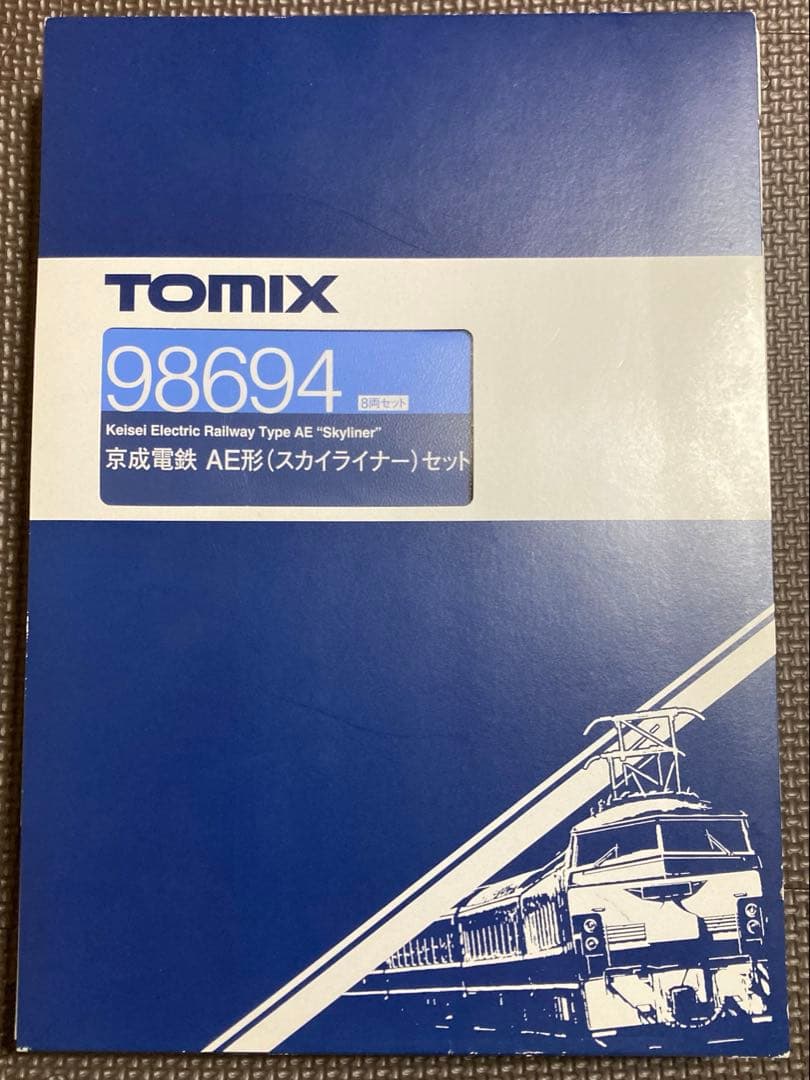 TOMIX
98694
8両セット
Keisei Electric Railway Type AE "Skyliner"
京成電鉄 AE形(スカイライナー)セット